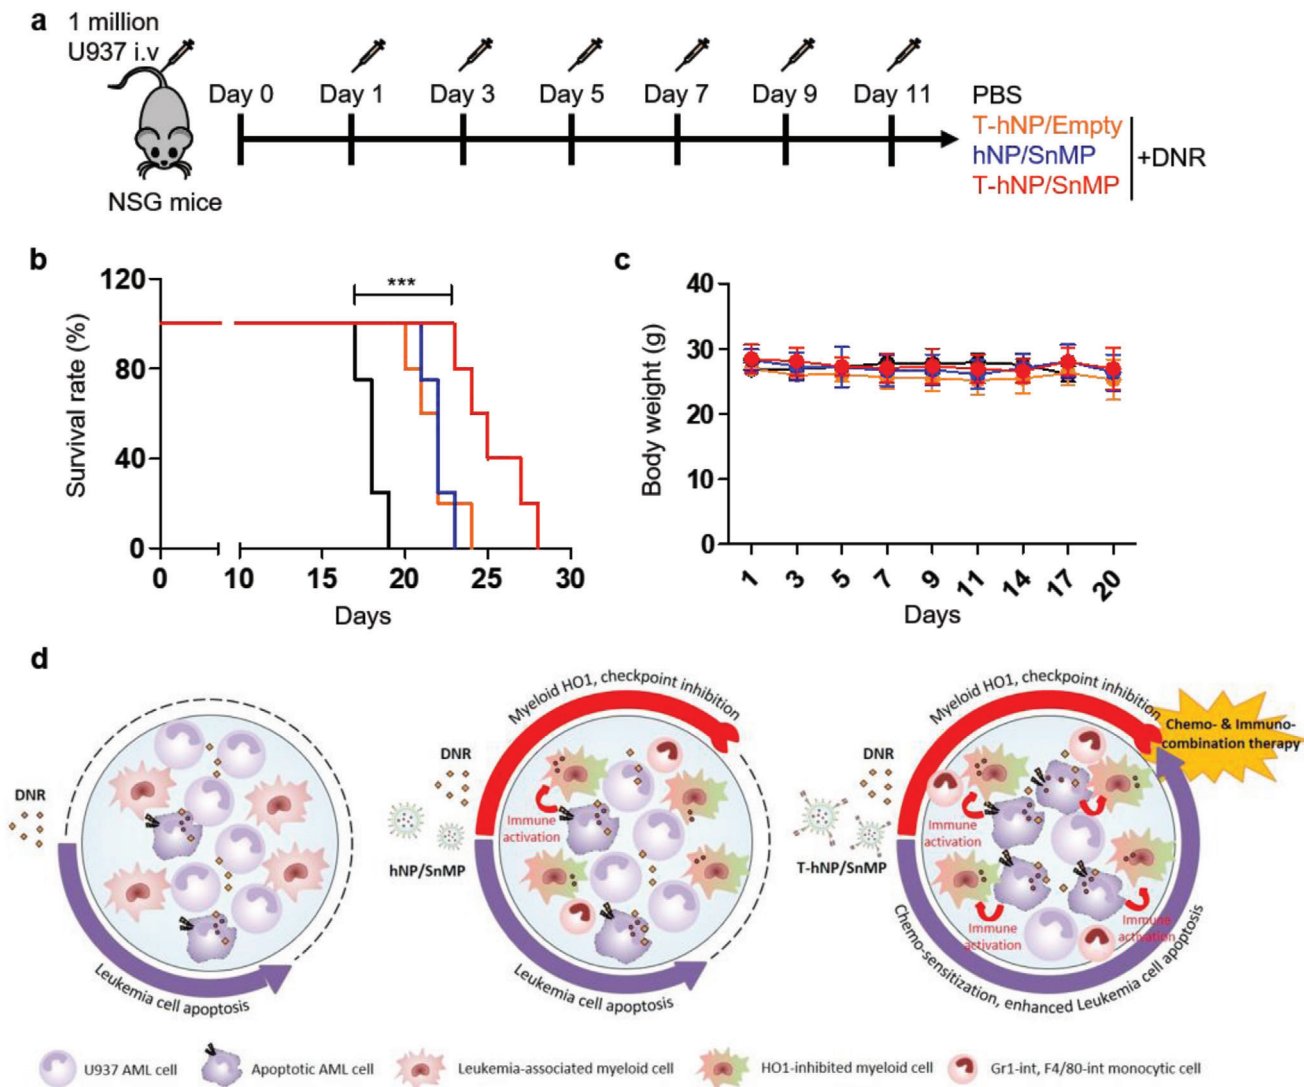 a
1 million
U937 i.v
Day 0 Day 1 Day 3 Day 5 Day 7 Day 9 Day 11
PBS
T-hNP/Empty
hNP/SnMP
T-hNP/SnMP
+DNR
NSG mice
b
Survival rate (%)
120
80
40
0
***
0 10 15 20 25 30
Days
c
Body weight (g)
40
30
20
10
0
1 3 5 7 9 11 14 17 20
Days
d
DNR
Leukemia cell apoptosis
Myeloid HO1, checkpoint inhibition
DNR
hNP/SnMP
Immune
activation
Leukemia cell apoptosis
Myeloid HO1, checkpoint inhibition
Chemo- & Immuno-
combination therapy
DNR
T-hNP/SnMP
Immune
activation
Immune
activation
Immune
activation
Chemo-sensitization, enhanced Leukemia cell apoptosis
U937 AML cell
Apoptotic AML cell
Leukemia-associated myeloid cell
HO1-inhibited myeloid cell
Gr1-int, F4/80-int monocytic cell